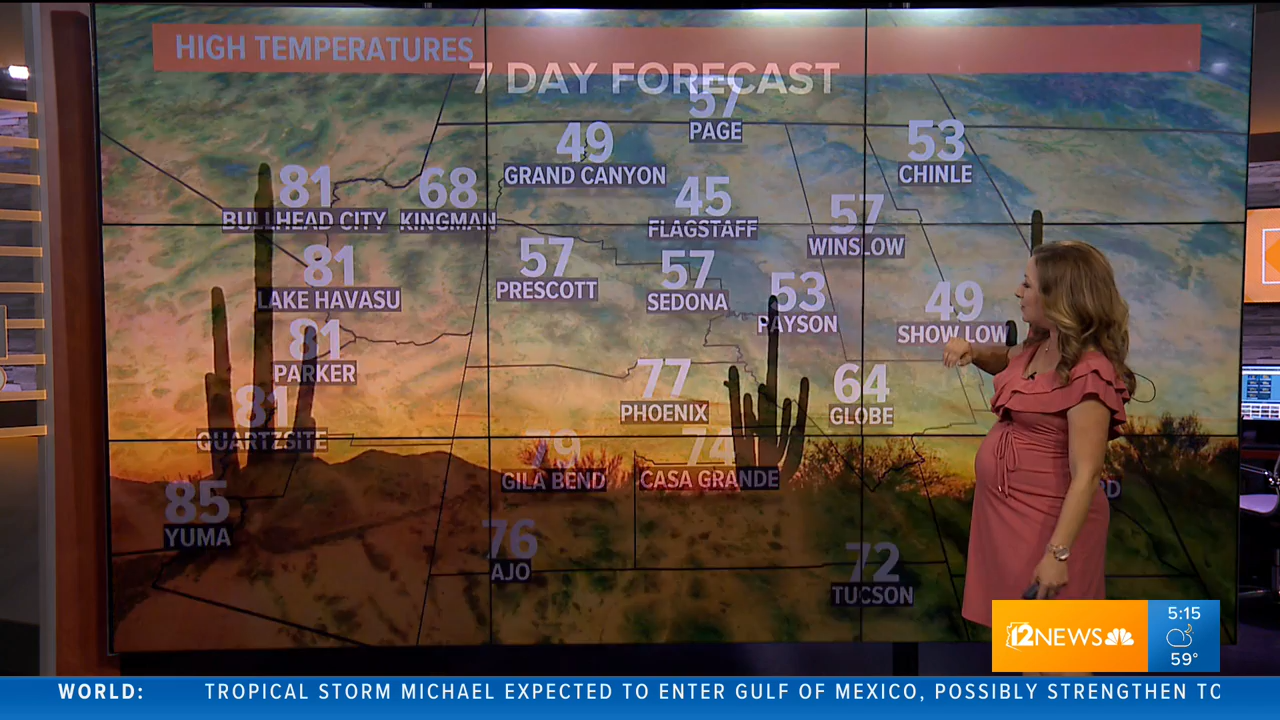 HIGH TEMPERATURES
7 DAY FORECAST
57
PAGE
49
GRAND CANYON
53
CHINLE
81
BULLHEAD CITY
68
KINGMAN
45
FLAGSTAFF
57
WINSLOW
81
LAKE HAVASU
57
PRESCOTT
57
SEDONA
53
PAYSON
49
SHOW LOW
81
PARKER
77
PHOENIX
64
GLOBE
81
QUARTZSITE
79
GILA BEND
74
CASA GRANDE
85
YUMA
76
AJO
72
TUCSON
12NEWS
5:15
59°
WORLD: TROPICAL STORM MICHAEL EXPECTED TO ENTER GULF OF MEXICO, POSSIBLY STRENGTHEN TO